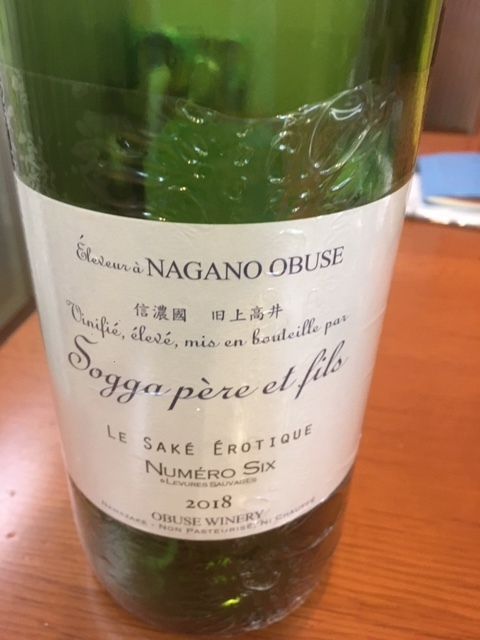 Éleveur à NAGANO OBUSE
信濃國 旧上高井
Vinifié, élevé, mis en bouteille par
Sogga père et fils
LE SAKÉ ÉROTIQUE
NUMÉRO SIX
& LEVURES SAUVAGES
2018
OBUSE WINERY
NAMAZAKE - NON PASTEURISÉ, NI CHAUFFÉ